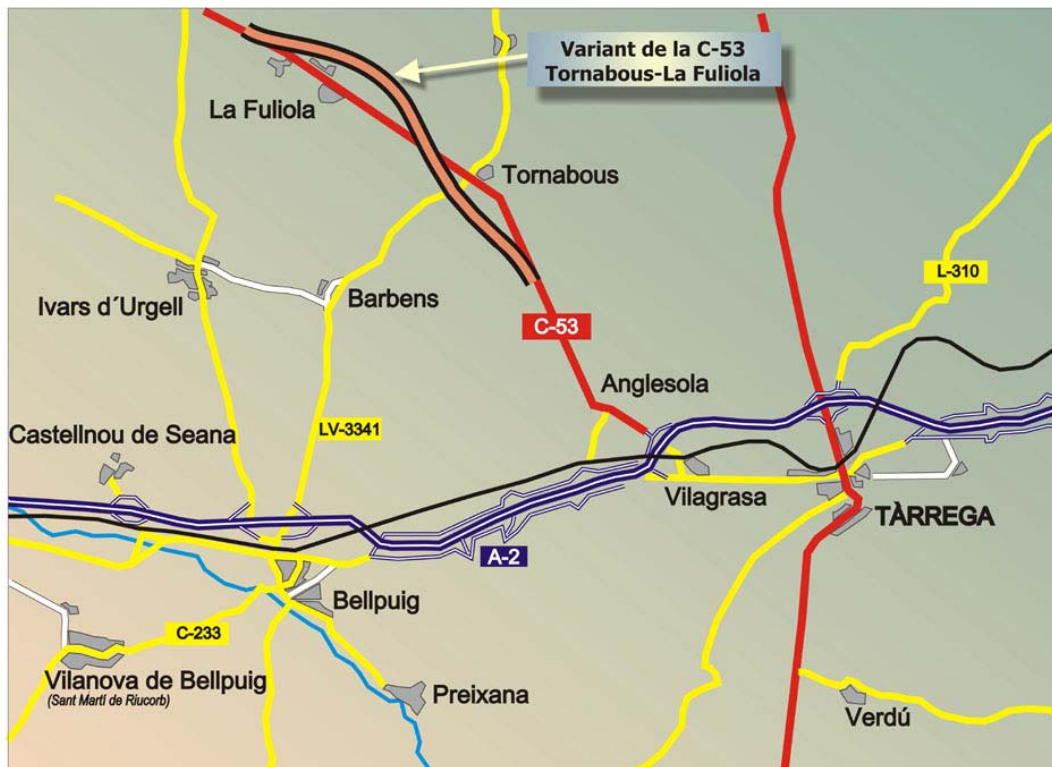 Variant de la C-53
Tornabous-La Fuliola
La Fuliola
Tornabous
L-310
Ivars d´Urgell
Barbens
C-53
Anglesola
Castellnou de Seana
LV-3341
Vilagrasa
TÀRREGA
A-2
Bellpuig
C-233
Vilanova de Bellpuig
(Sant Martí de Riucorb)
Preixana
Verdú